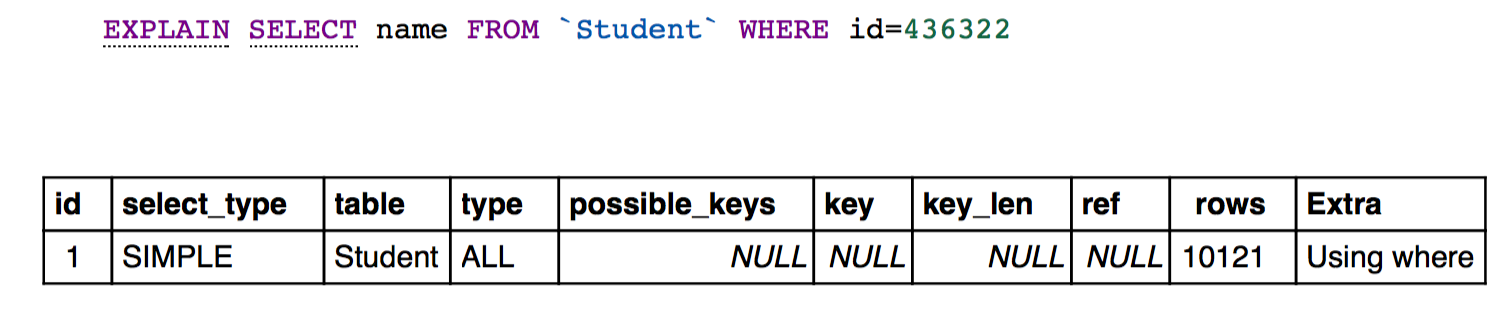 EXPLAIN SELECT name FROM `Student` WHERE id=436322
id select_type table type possible_keys key key_len ref rows Extra
1 SIMPLE Student ALL NULL NULL NULL NULL 10121 Using where